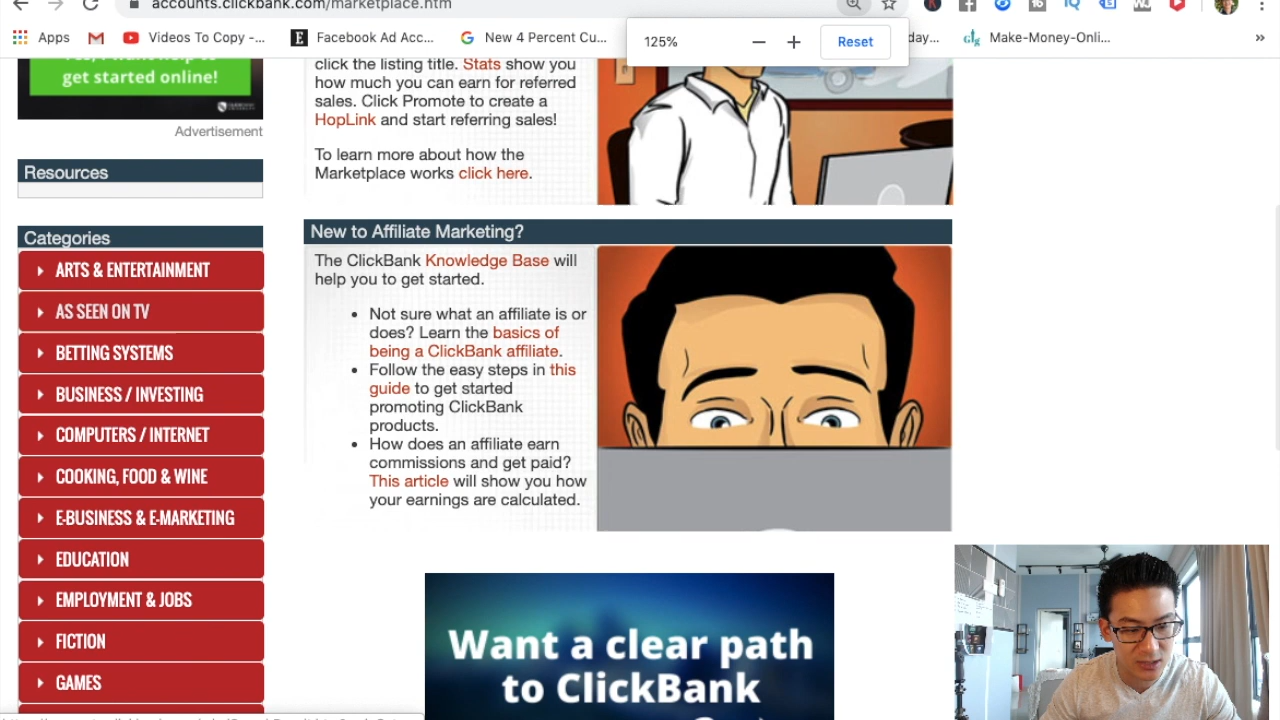 accounts.clickbank.com/marketplace.htm
Apps
Videos To Copy -...
Facebook Ad Acc...
New 4 Percent Cu...
day...
Make-Money-Onli...
»
125%
Reset
get started online!
Advertisement
Resources
Categories
ARTS & ENTERTAINMENT
AS SEEN ON TV
BETTING SYSTEMS
BUSINESS / INVESTING
COMPUTERS / INTERNET
COOKING, FOOD & WINE
E-BUSINESS & E-MARKETING
EDUCATION
EMPLOYMENT & JOBS
FICTION
GAMES
click the listing title. Stats show you
how much you can earn for referred
sales. Click Promote to create a
HopLink and start referring sales!
To learn more about how the
Marketplace works click here.
New to Affiliate Marketing?
The ClickBank Knowledge Base will
help you to get started.
• Not sure what an affiliate is or
does? Learn the basics of
being a ClickBank affiliate.
• Follow the easy steps in this
guide to get started
promoting ClickBank
products.
• How does an affiliate earn
commissions and get paid?
This article will show you how
your earnings are calculated.
Want a clear path
to ClickBank